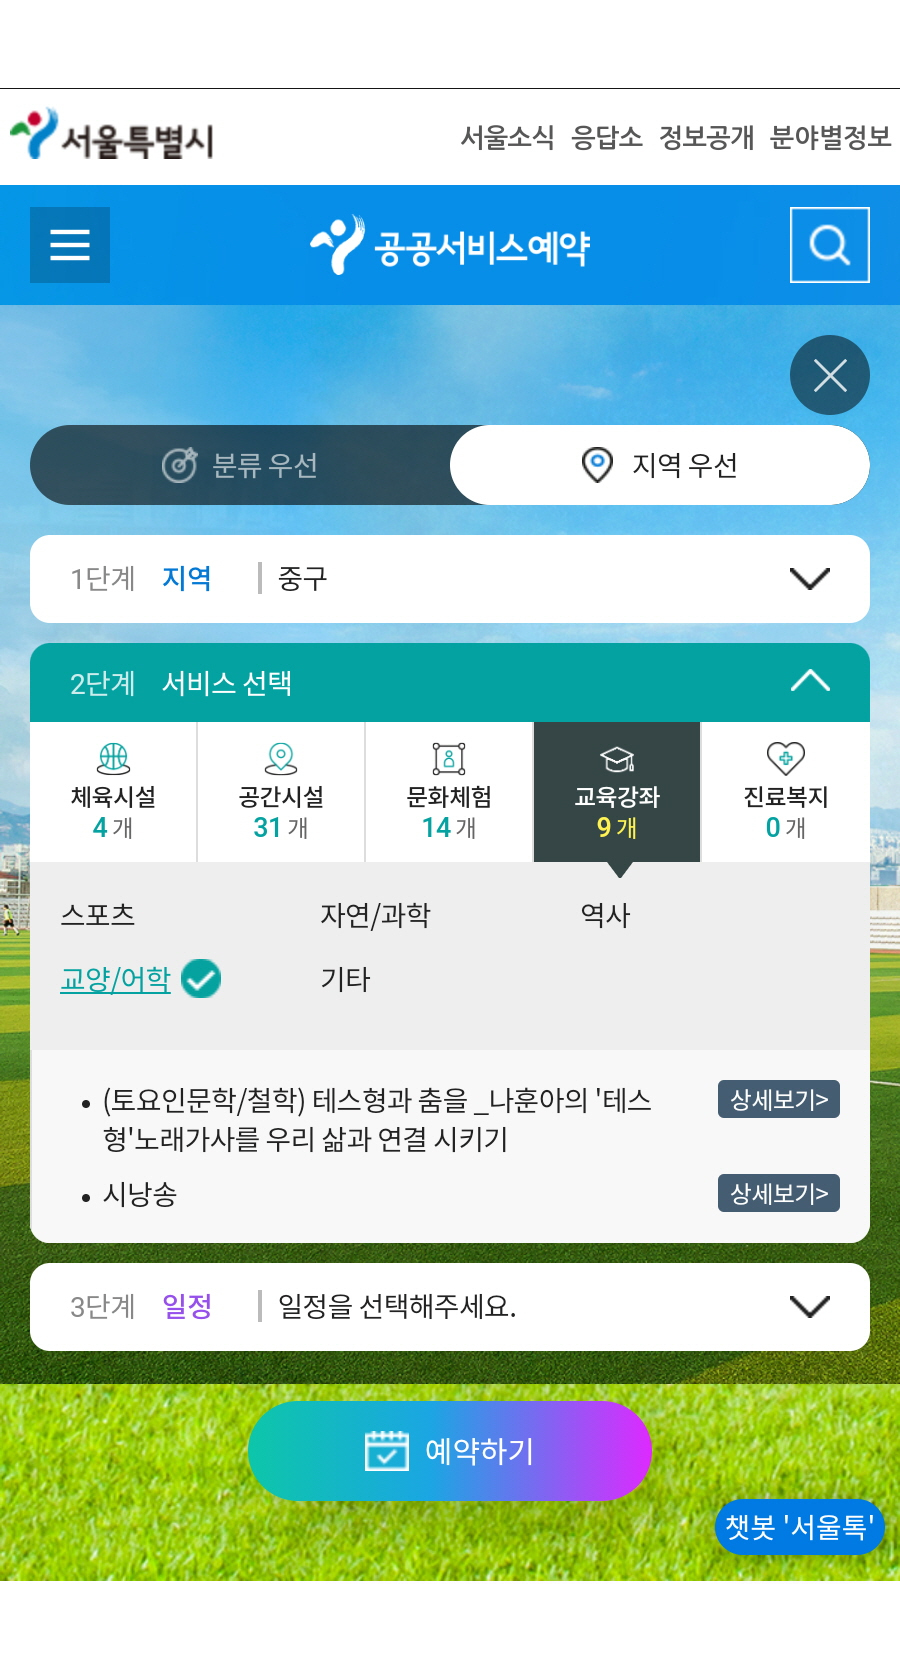 서울특별시
서울소식 응답소 정보공개 분야별정보
공공서비스예약
분류 우선
지역 우선
1단계 지역 중구
2단계 서비스 선택
체육시설 공간시설 문화체험 교육강좌 진료복지
4 개 31 개 14 개 9 개 0 개
스포츠 자연/과학 역사
교양/어학 기타
(토요인문학/철학) 테스형과 춤을 _나훈아의 '테스 상세보기>
형'노래가사를 우리 삶과 연결 시키기
시낭송 상세보기>
3단계 일정 일정을 선택해주세요.
예약하기
챗봇 '서울톡'